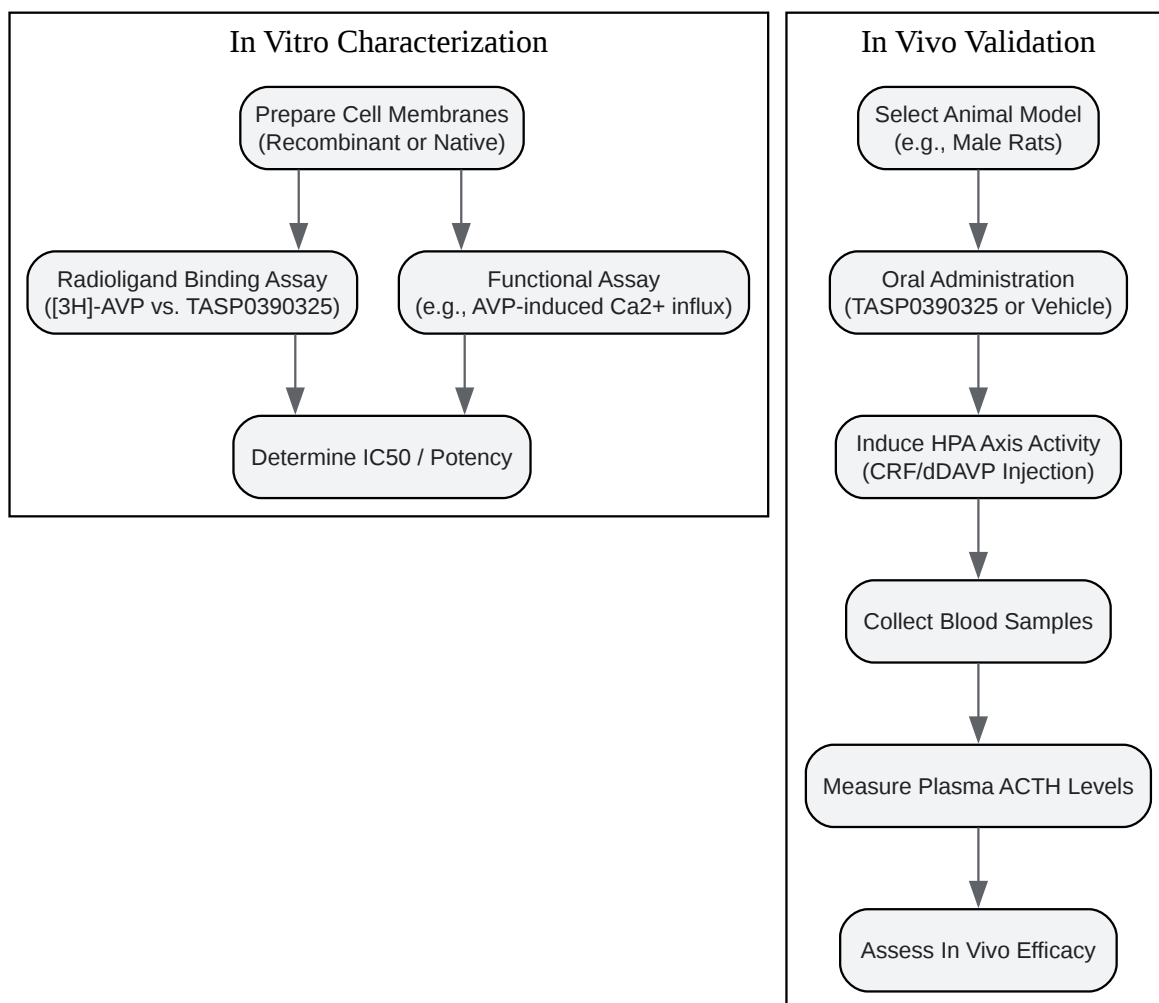 In Vitro Characterization
Prepare Cell Membranes
(Recombinant or Native)
Radioligand Binding Assay
([3H]-AVP vs. TASP0390325)
Functional Assay
(e.g., AVP-induced Ca2+ influx)
Determine IC50 / Potency
In Vivo Validation
Select Animal Model
(e.g., Male Rats)
Oral Administration
(TASP0390325 or Vehicle)
Induce HPA Axis Activity
(CRF/dDAVP Injection)
Collect Blood Samples
Measure Plasma ACTH Levels
Assess In Vivo Efficacy